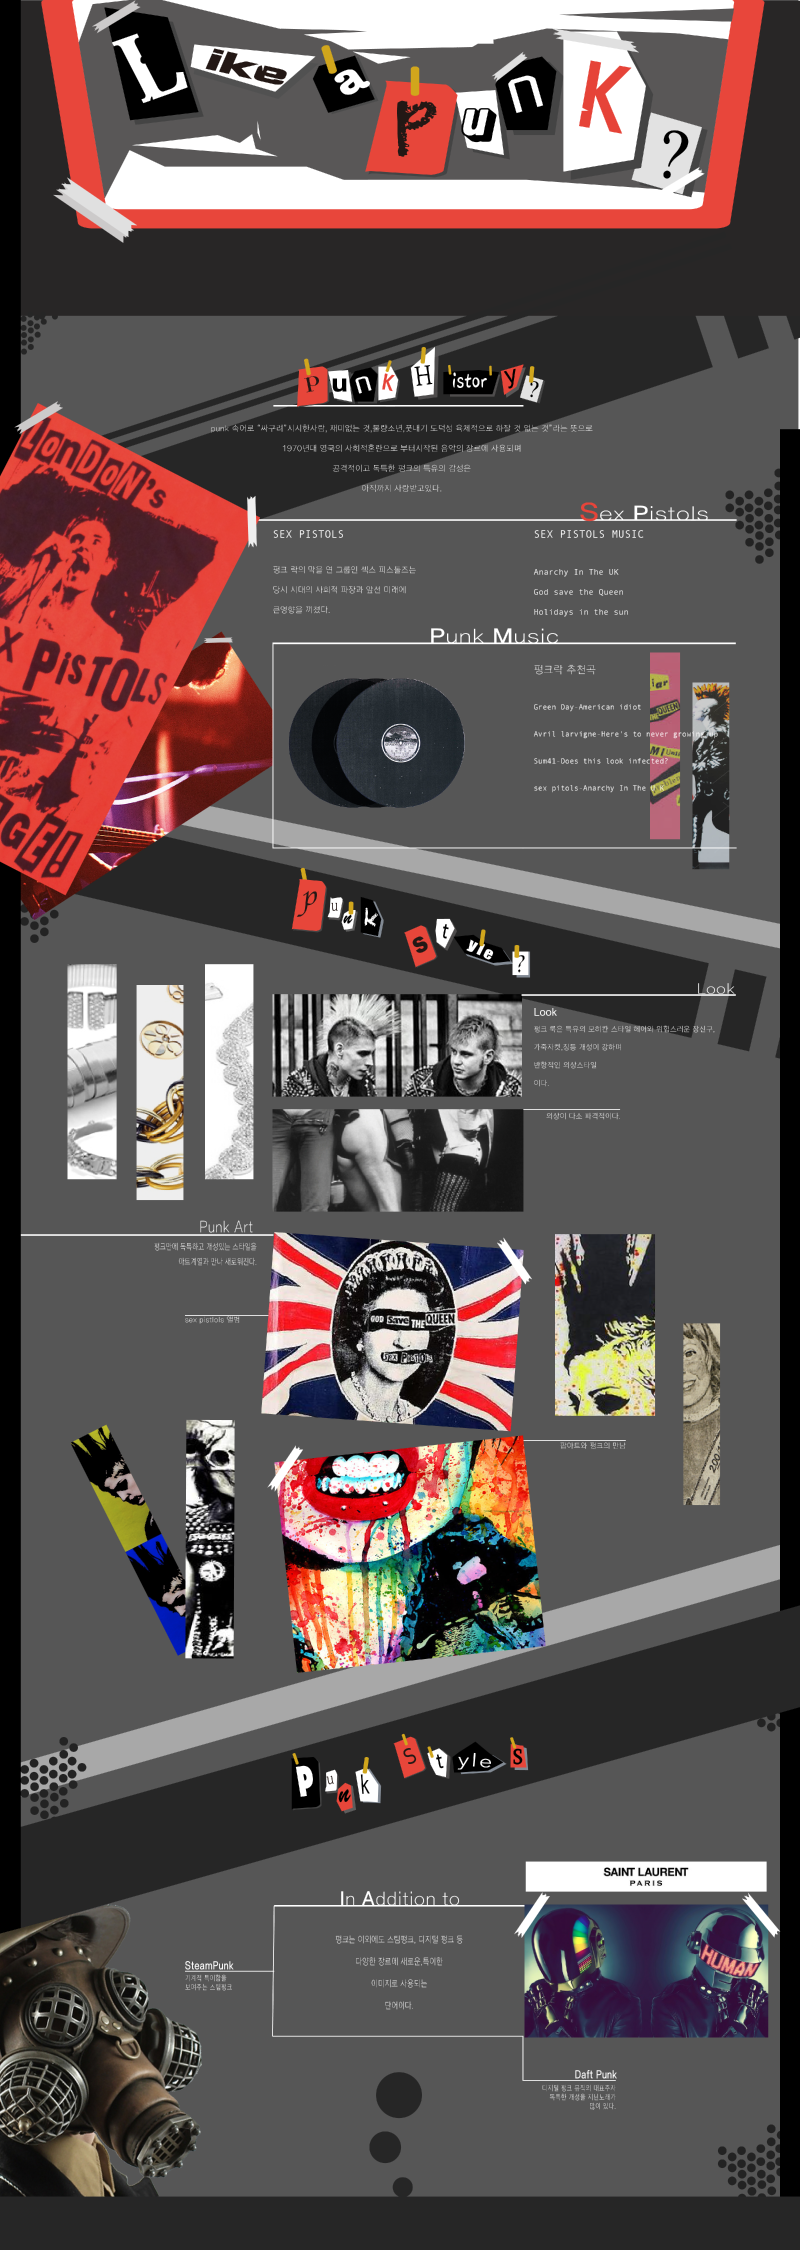 Like a Punk?
Punk History?
punk 속어로 "싸구려"시시한사람, 재미없는 것,불량소년,풋내기 도덕심 육체적으로 하잘 것 없는 것"라는 뜻으로
1970년대 영국의 사회적혼란으로 부터시작된 음악의 장르에 사용되며
공격적이고 독특한 펑크의 특유의 감성은
아직까지 사랑받고있다.
LonDoN's
X PiSTOLS
GE!
Sex Pistols
SEX PISTOLS
펑크 락의 막을 연 그룹인 섹스 피스톨즈는
당시 시대의 사회적 파장과 앞선 미래에
큰영향을 끼쳤다.
SEX PISTOLS MUSIC
Anarchy In The UK
God save the Queen
Holidays in the sun
Punk Music
펑크락 추천곡
Green Day-American idiot
Avril larvigne-Here's to never growing
Sum41-Does this look infected?
sex pitols-Anarchy In The
Punk Style?
Look
Look
펑크 룩은 특유의 모히칸 스타일 헤어와 위협스러운 장신구,
가죽자켓,징등 개성이 강하며
반항적인 의상스타일
이다.
의상이 다소 파격적이다.
Punk Art
펑크만에 독특하고 개성있는 스타일을
아트계열과 만나 새로워진다.
sex pistlols 앨범
GOD Save THE QUEEN
SEX PISTOLS
팝아트와 펑크의 만남
200
Punk StyleS
SAINT LAURENT
PARIS
In Addition to
펑크는 이외에도 스팀펑크, 디지털 펑크 등
다양한 장르에 새로운,특이한
이미지로 사용되는
단어이다.
HUMAN
SteamPunk
기계적 특이함을
보여주는 스팀펑크
Daft Punk
디지털 펑크 음악의 대표주자
독특한 개성을 지닌노래가
많이 있다.